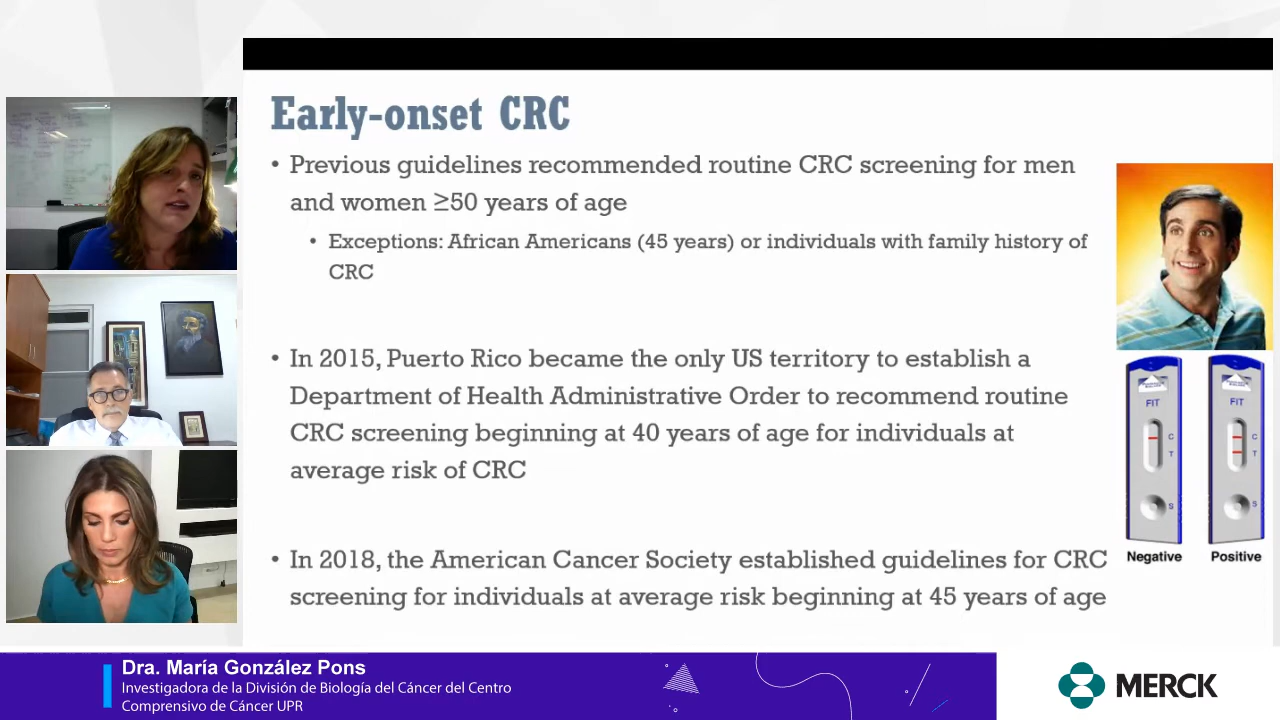 Early-onset CRC
• Previous guidelines recommended routine CRC screening for men
and women ≥50 years of age
• Exceptions: African Americans (45 years) or individuals with family history of
CRC
• In 2015, Puerto Rico became the only US territory to establish a
Department of Health Administrative Order to recommend routine
CRC screening beginning at 40 years of age for individuals at
average risk of CRC
• In 2018, the American Cancer Society established guidelines for CRC
screening for individuals at average risk beginning at 45 years of age
FIT
C
T
S
Negative
FIT
C
T
S
Positive
Dra. María González Pons
Investigadora de la División de Biología del Cáncer del Centro
Comprensivo de Cáncer UPR
MERCK